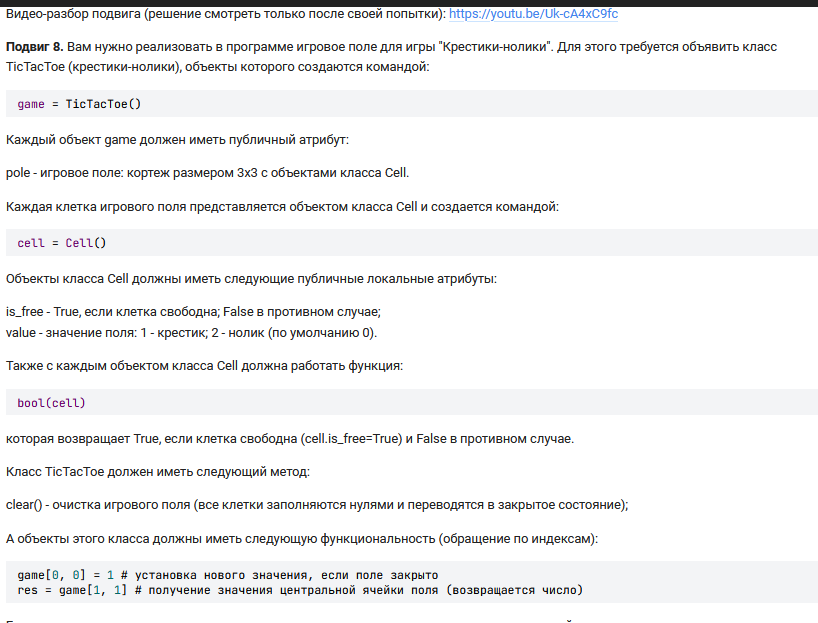 Видео-разбор подвига (решение смотреть только после своей попытки): https://youtu.be/Uk-cA4xC9fc
Подвиг 8. Вам нужно реализовать в программе игровое поле для игры "Крестики-нолики". Для этого требуется объявить класс
TicTacToe (крестики-нолики), объекты которого создаются командой:
game = TicTacToe()
Каждый объект game должен иметь публичный атрибут:
pole - игровое поле: кортеж размером 3х3 с объектами класса Cell.
Каждая клетка игрового поля представляется объектом класса Cell и создается командой:
cell = Cell()
Объекты класса Cell должны иметь следующие публичные локальные атрибуты:
is_free - True, если клетка свободна; False в противном случае;
value - значение поля: 1 - крестик; 2 - нолик (по умолчанию 0).
Также с каждым объектом класса Cell должна работать функция:
bool(cell)
которая возвращает True, если клетка свободна (cell.is_free=True) и False в противном случае.
Класс TicTacToe должен иметь следующий метод:
clear() - очистка игрового поля (все клетки заполняются нулями и переводятся в закрытое состояние);
А объекты этого класса должны иметь следующую функциональность (обращение по индексам):
game[0, 0] = 1 # установка нового значения, если поле закрыто
res = game[1, 1] # получение значения центральной ячейки поля (возвращается число)